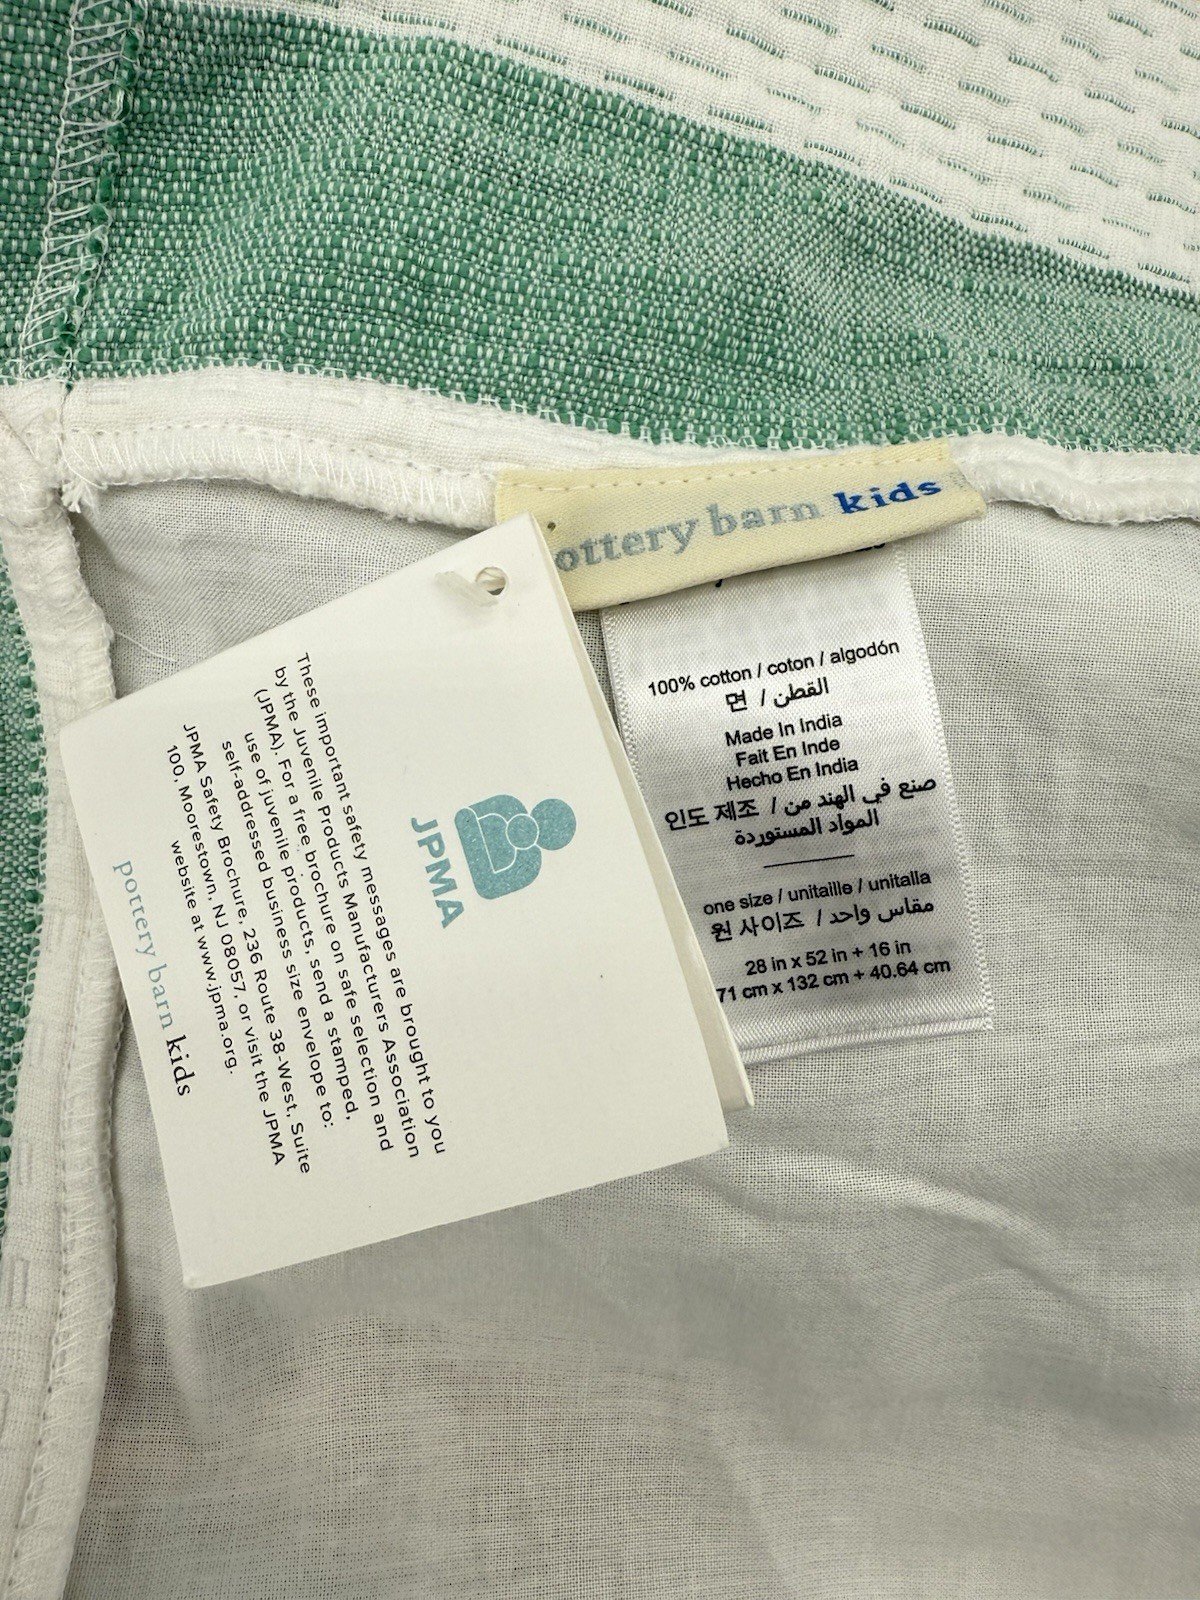 ottery barn kids
100% cotton / coton / algodón
면 / القطن
Made In India
Fait En Inde
Hecho En India
인도 제조 / صنع في الهند من
المواد المستوردة
one size / unitaille / unitalla
원 사이즈 / مقاس واحد
28 in x 52 in + 16 in
71 cm x 132 cm + 40.64 cm
JPMA
These important safety messages are brought to you
by the Juvenile Products Manufacturers Association
(JPMA). For a free brochure on safe selection and
use of juvenile products, send a stamped,
self-addressed business size envelope to:
JPMA Safety Brochure, 236 Route 38-West, Suite
100, Moorestown, NJ 08057, or visit the JPMA
website at www.jpma.org.
pottery barn kids